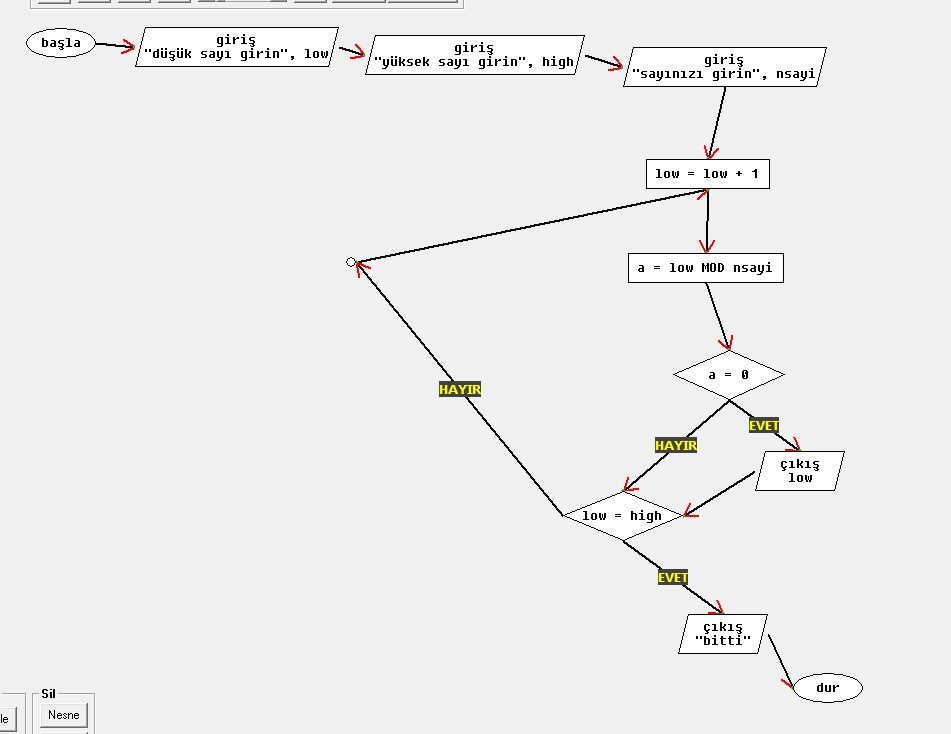 başla
giriş
"düşük sayı girin", low
giriş
"yüksek sayı girin", high
giriş
"sayınızı girin", nsayi
low = low + 1
a = low MOD nsayi
a = 0
HAYIR
HAYIR
EVET
çıkış
low
low = high
EVET
çıkış
"bitti"
dur
Sil
Nesne
le